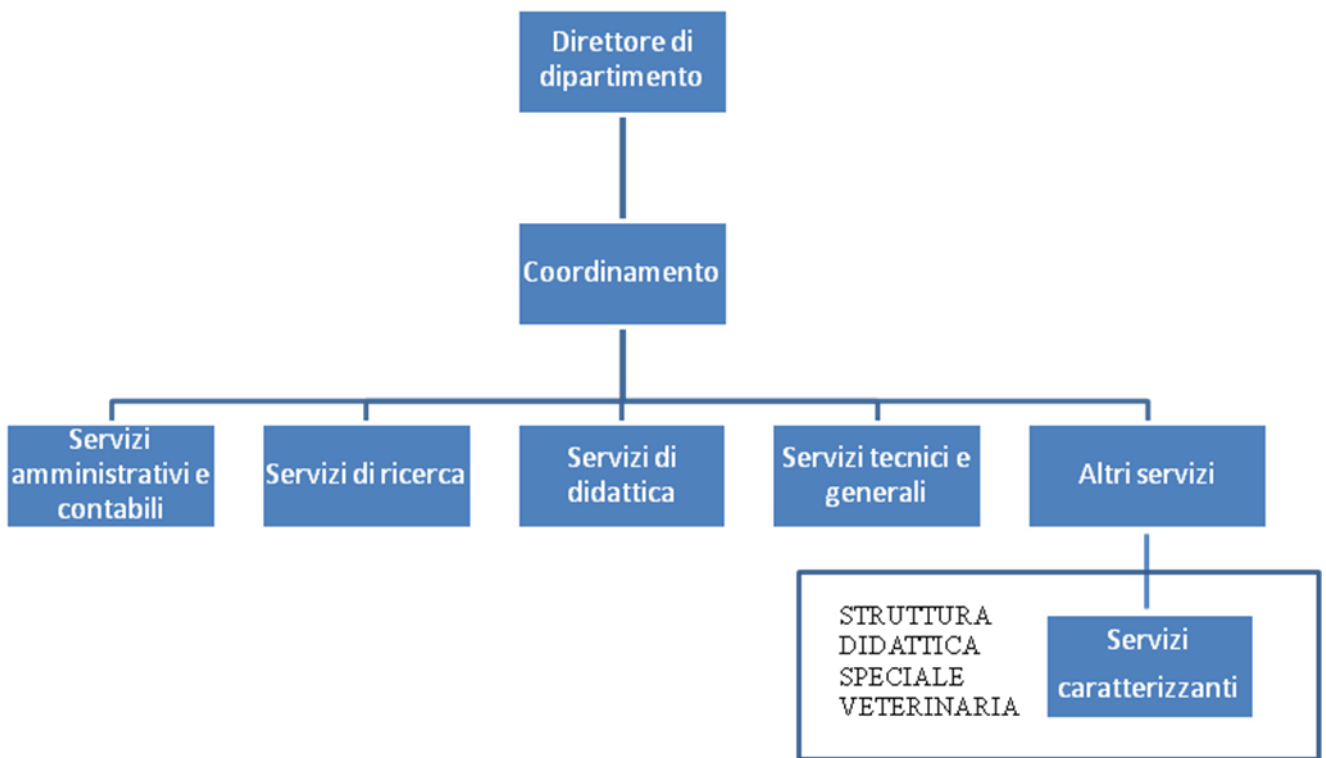 Direttore di
dipartimento
Coordinamento
Servizi
amministrativi e
contabili
Servizi di ricerca
Servizi di
didattica
Servizi tecnici e
generali
Altri servizi
STRUTTURA
DIDATTICA
SPECIALE
VETERINARIA
Servizi
caratterizzanti